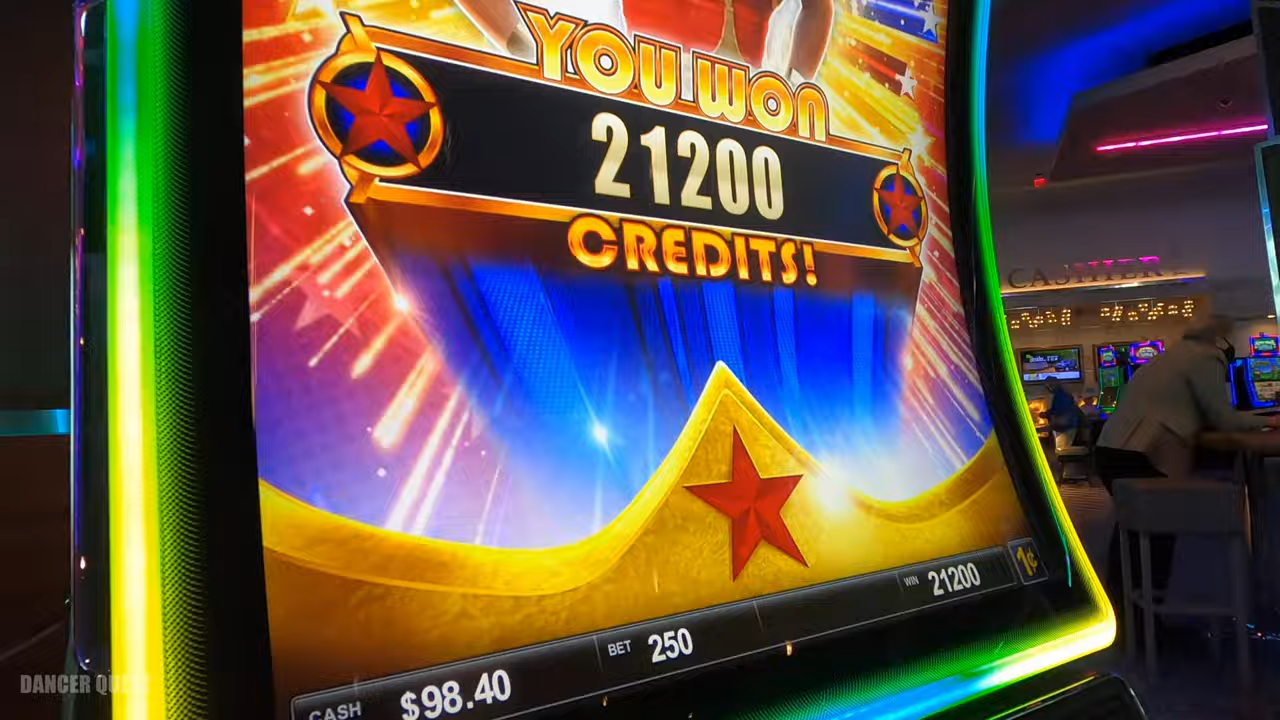 YOU WON
21200
CREDITS!
CASHIER
CASH $98.40
BET 250
WIN 21200
1¢